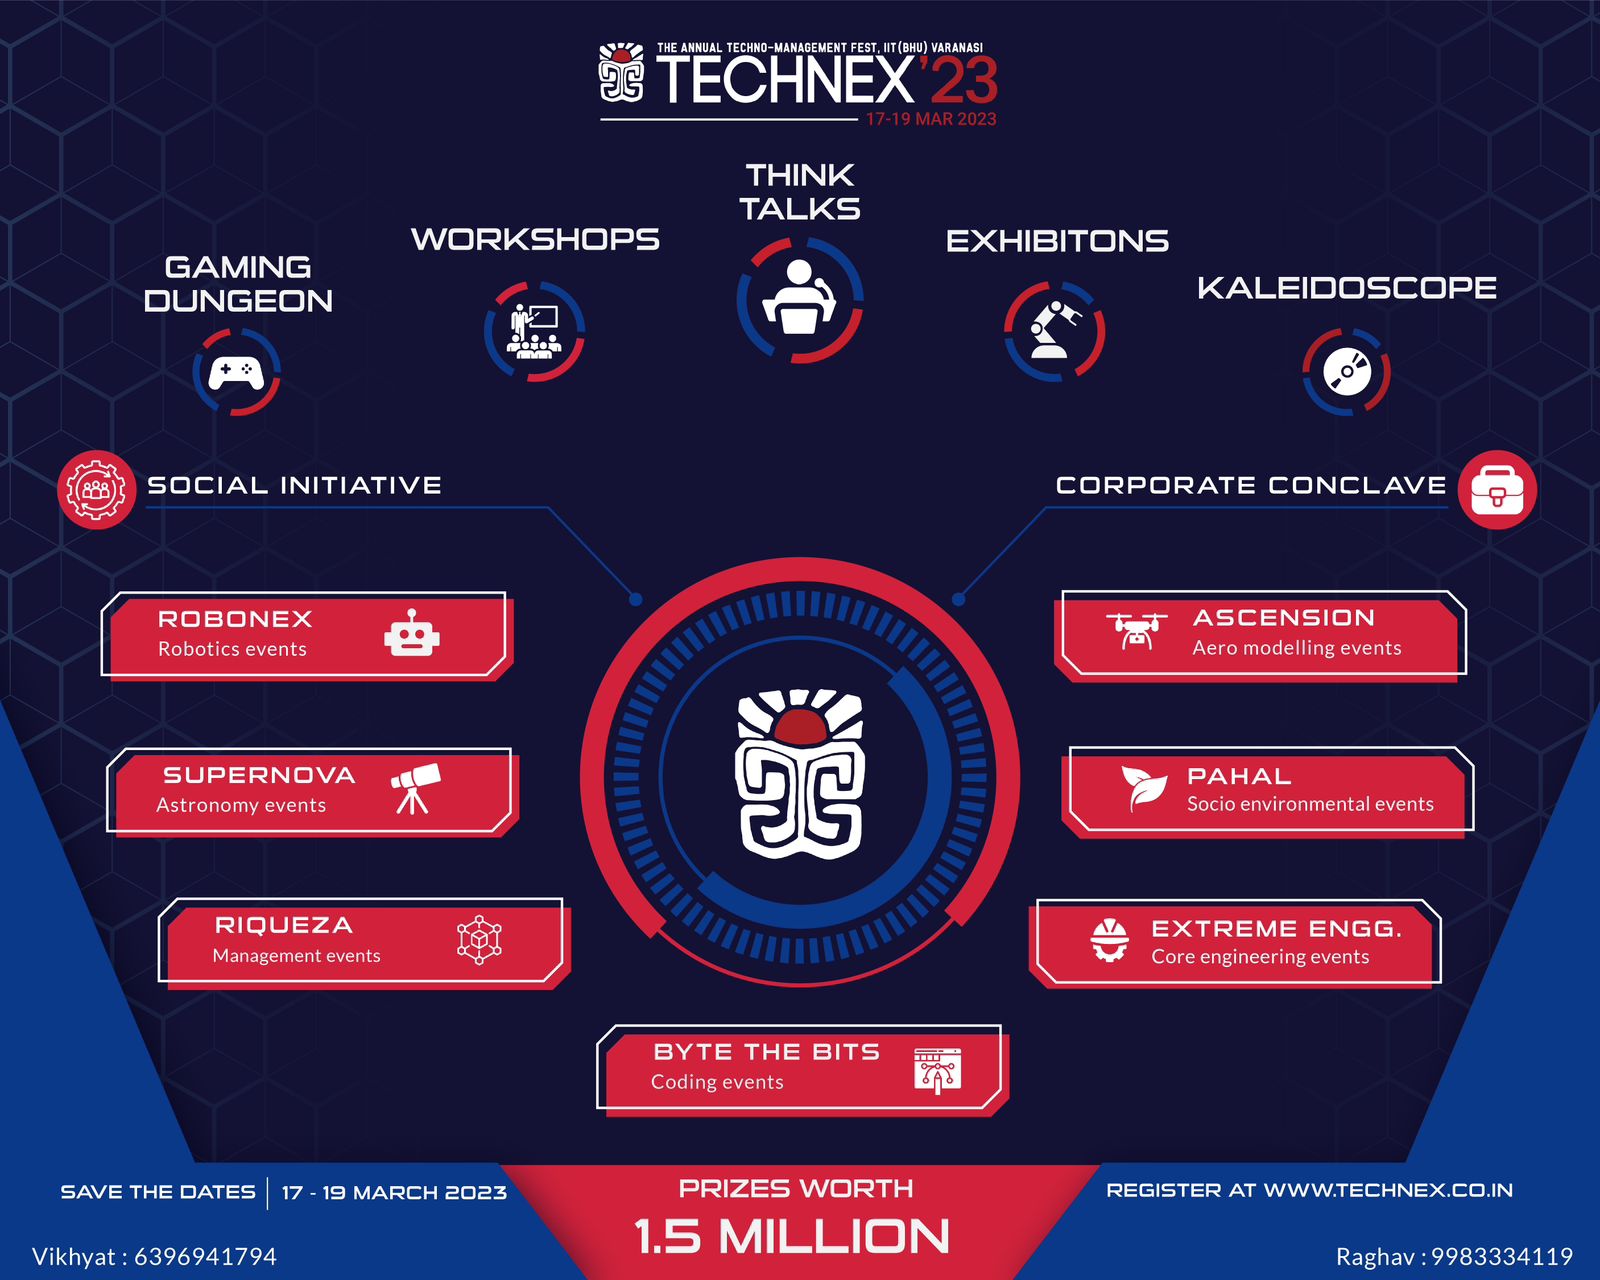 THE ANNUAL TECHNO-MANAGEMENT FEST, IIT(BHU) VARANASI
TECHNEX'23
17-19 MAR 2023
THINK
TALKS
WORKSHOPS
EXHIBITONS
GAMING
DUNGEON
KALEIDOSCOPE
SOCIAL INITIATIVE
CORPORATE CONCLAVE
ROBONEX
Robotics events
ASCENSION
Aero modelling events
SUPERNOVA
Astronomy events
PAHAL
Socio environmental events
RIQUEZA
Management events
EXTREME ENGG.
Core engineering events
BYTE THE BITS
Coding events
SAVE THE DATES | 17 - 19 MARCH 2023
PRIZES WORTH
1.5 MILLION
REGISTER AT WWW.TECHNEX.CO.IN
Vikhyat : 6396941794
Raghav : 9983334119